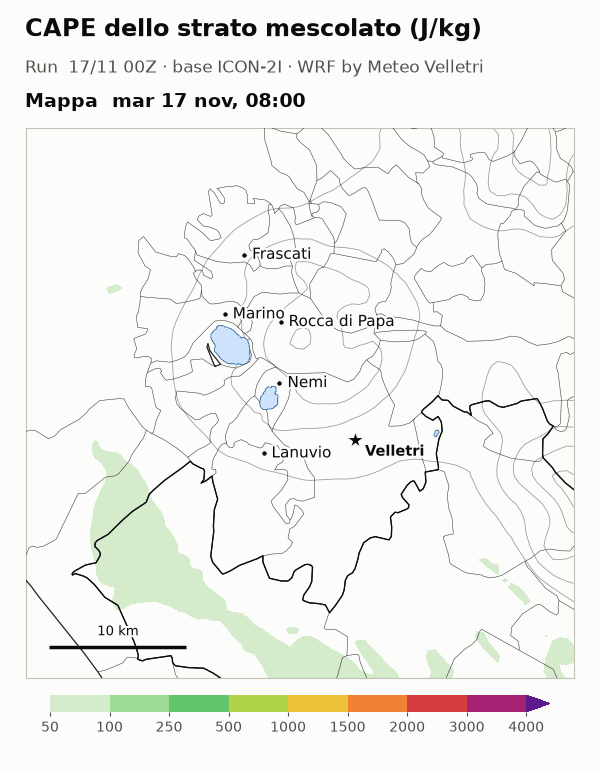 CAPE dello strato mescolato (J/kg)
Run  17/11 00Z · base ICON-2I · WRF by Meteo Velletri
Mappa  mar 17 nov, 08:00
Frascati
Marino
Rocca di Papa
Nemi
Velletri
Lanuvio
10 km
50 100 250 500 1000 1500 2000 3000 4000